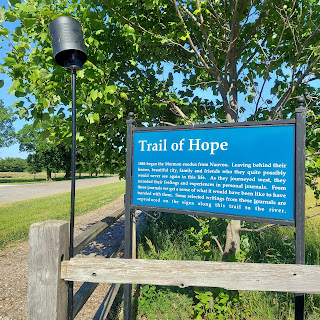 Trail of Hope
1846 began the Mormon exodus from Nauvoo. Leaving behind their
homes, beautiful city, family and friends who they quite possibly
would never see again in this life. As they journeyed west, they
recorded their feelings and experiences in personal journals. From
these journals we get a sense of what it would have been like to have
traveled with them. Some selected writings from these journals are
reproduced on the signs along this trail to the river.